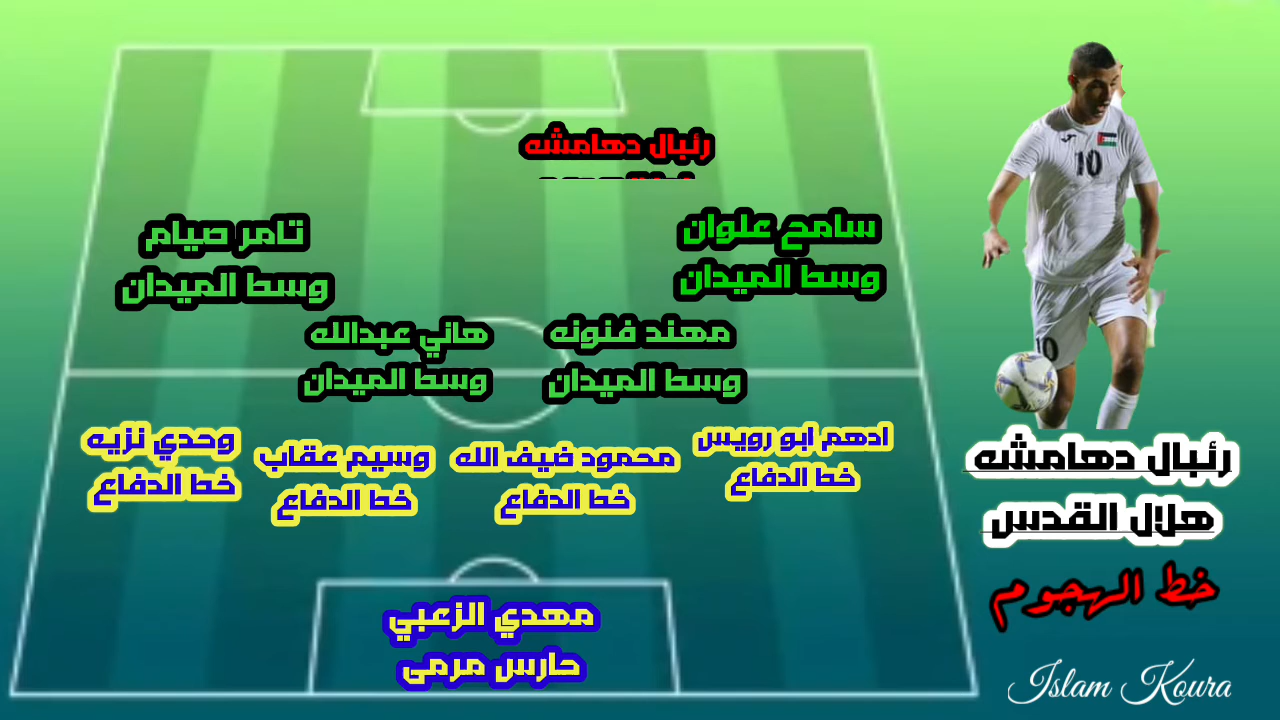 رئبال دهامشه
سامح علوان
وسط الميدان
تامر صيام
وسط الميدان
مهند فنونه
وسط الميدان
هاني عبدالله
وسط الميدان
ادهم ابو رويس
خط الدفاع
محمود ضيف الله
خط الدفاع
وسيم عقاب
خط الدفاع
وحدي نزيه
خط الدفاع
مهدي الزعبي
حارس مرمى
10
10
رئبال دهامشه
هلال القدس
خط الهجوم
Islam Koura